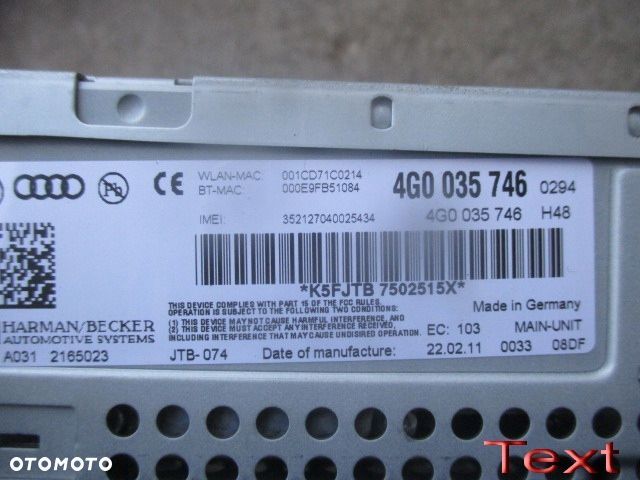 WLAN-MAC: 001CD71C0214
BT-MAC: 000E9FB51084
4G0 035 746 0294
IMEI: 352127040025434
4G0 035 746 H48
*K5FJTB 7502515X*
THIS DEVICE COMPLIES WITH PART 15 OF THE FCC RULES.
OPERATION IS SUBJECT TO THE FOLLOWING TWO CONDITIONS:
(1) THIS DEVICE MAY NOT CAUSE HARMFUL INTERFERENCE, AND
(2) THIS DEVICE MUST ACCEPT ANY INTERFERENCE RECEIVED,
INCLUDING INTERFERENCE THAT MAY CAUSE UNDESIRED OPERATION.
Made in Germany
HARMAN/BECKER
AUTOMOTIVE SYSTEMS
EC: 103 MAIN-UNIT
A031 2165023 JTB-074 Date of manufacture: 22.02.11 0033 08DF
OTOMOTO
Text